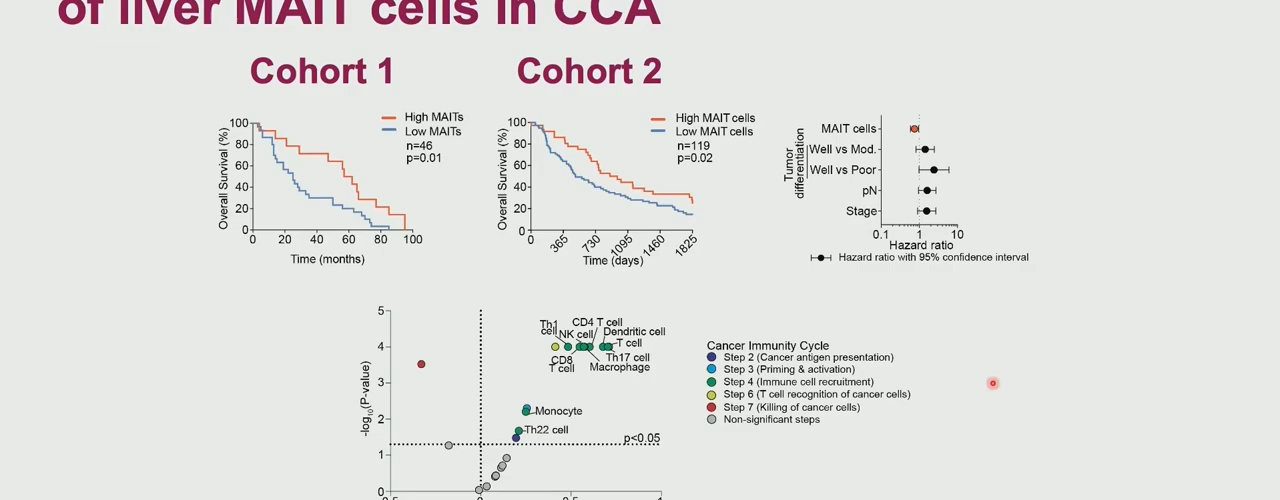 of liver MAIT cells in CCA
Cohort 1
Cohort 2
Overall Survival (%)
100
80
60
40
20
0
0 20 40 60 80 100
Time (months)
High MAITs
Low MAITs
n=46
p=0.01
Overall Survival (%)
100
80
60
40
20
0
0 365 730 1095 1460 1825
Time (days)
High MAIT cells
Low MAIT cells
n=119
p=0.02
Tumor
differentiation
MAIT cells
Well vs Mod.
Well vs Poor
pN
Stage
0.1 1 10
Hazard ratio
Hazard ratio with 95% confidence interval
-log10(P-value)
5
4
3
2
1
0
Th1
cell
NK cell
CD4 T cell
Dendritic cell
T cell
CD8
T cell
Th17 cell
Macrophage
Monocyte
Th22 cell
p<0.05
0.5 1
Cancer Immunity Cycle
Step 2 (Cancer antigen presentation)
Step 3 (Priming & activation)
Step 4 (Immune cell recruitment)
Step 6 (T cell recognition of cancer cells)
Step 7 (Killing of cancer cells)
Non-significant steps